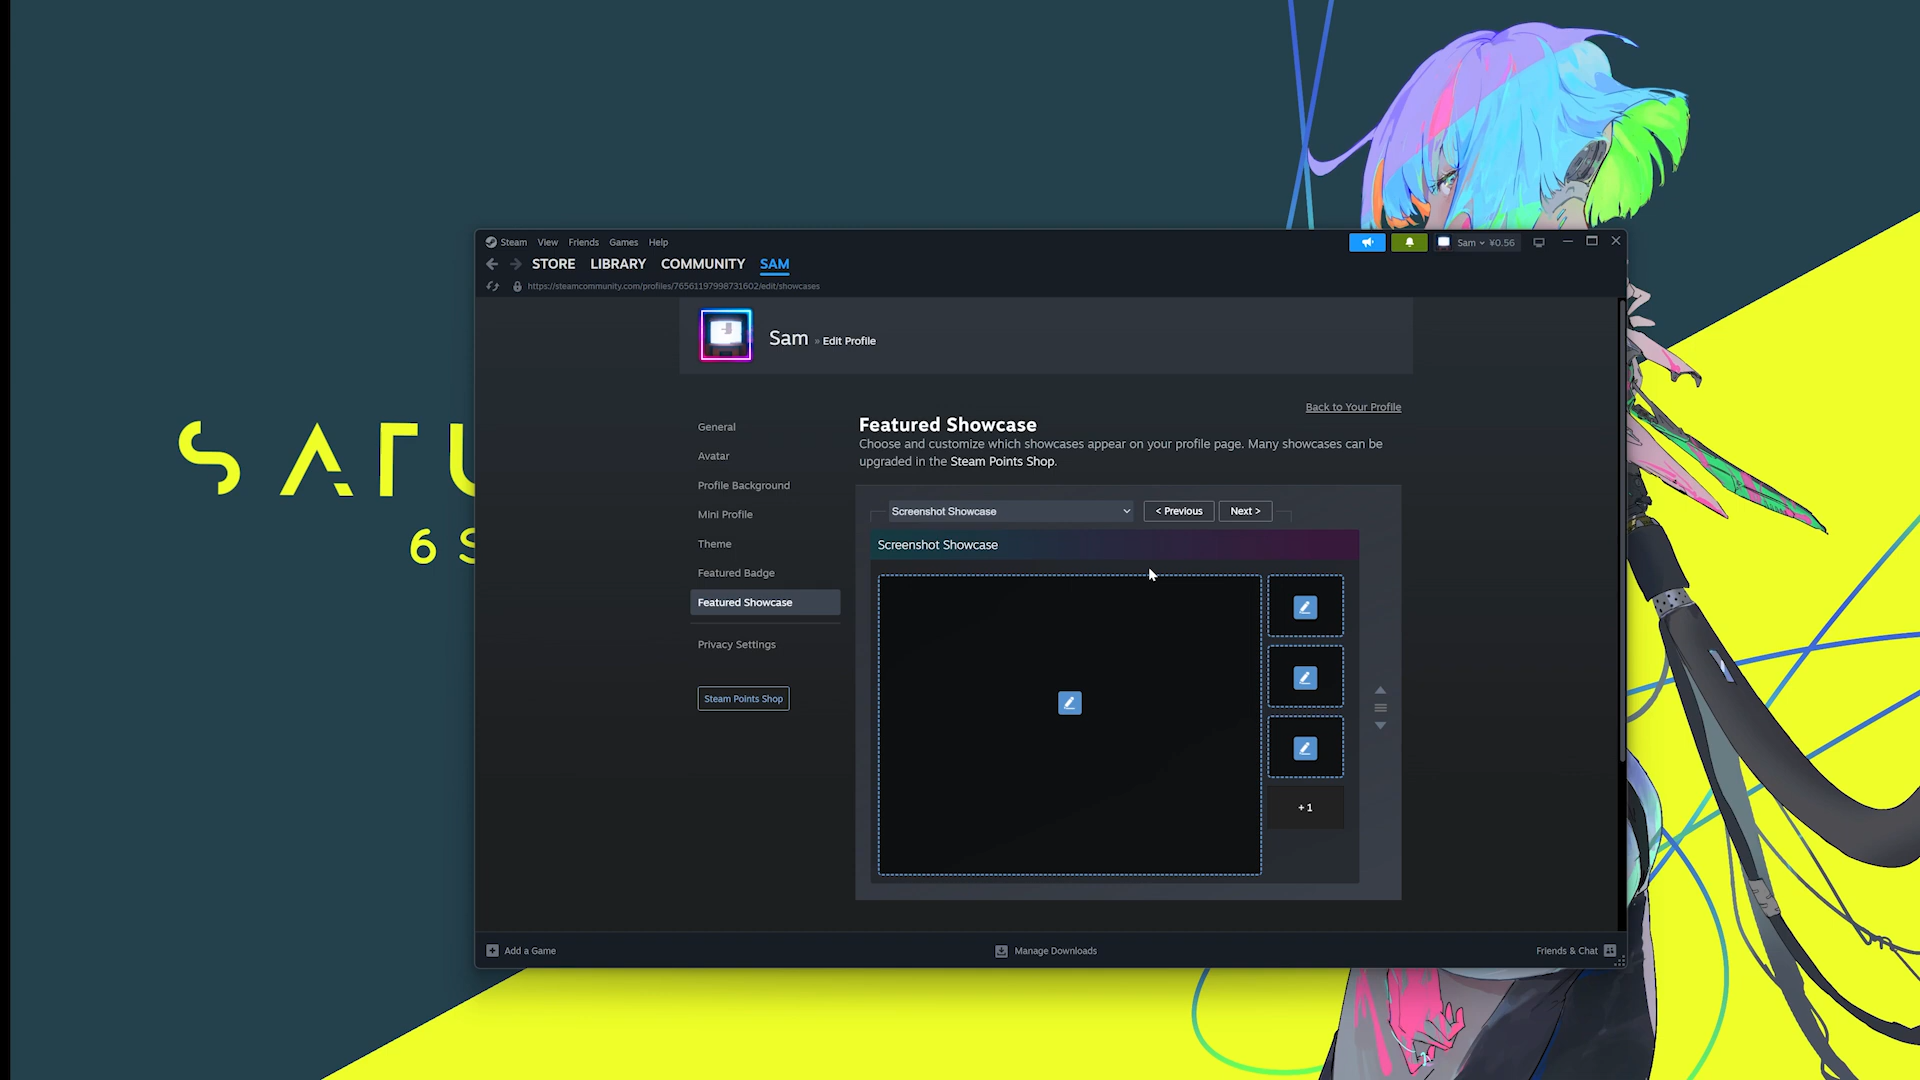 Steam View Friends Games Help
Sam ¥0.56
STORE LIBRARY COMMUNITY SAM
https://steamcommunity.com/profiles/76561197998731602/edit/showcases
Sam » Edit Profile
Back to Your Profile
General
Avatar
Profile Background
Mini Profile
Theme
Featured Badge
Featured Showcase
Privacy Settings
Steam Points Shop
Featured Showcase
Choose and customize which showcases appear on your profile page. Many showcases can be
upgraded in the Steam Points Shop.
Screenshot Showcase < Previous Next >
Screenshot Showcase
+ 1
Add a Game Manage Downloads Friends & Chat
SATU
6 S